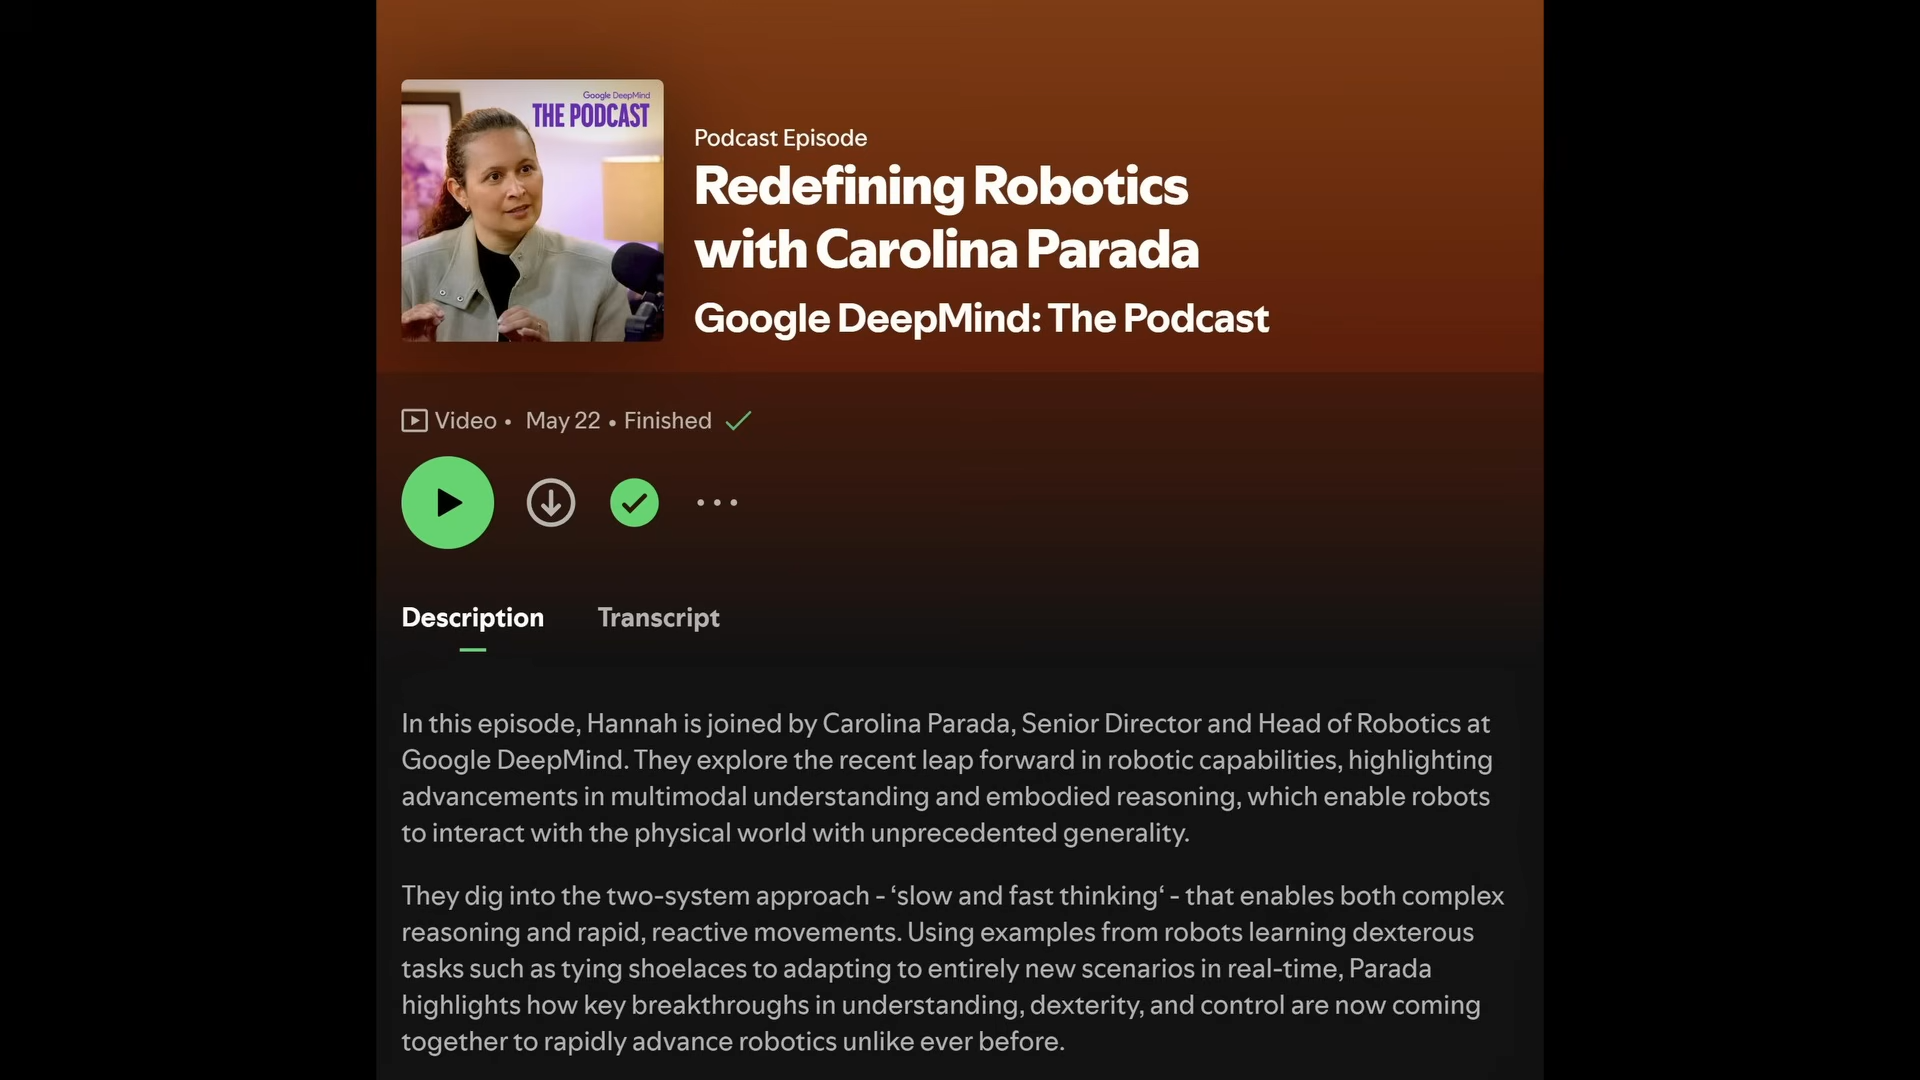 Google DeepMind
THE PODCAST
Podcast Episode
Redefining Robotics
with Carolina Parada
Google DeepMind: The Podcast
Video • May 22 • Finished
Description Transcript
In this episode, Hannah is joined by Carolina Parada, Senior Director and Head of Robotics at
Google DeepMind. They explore the recent leap forward in robotic capabilities, highlighting
advancements in multimodal understanding and embodied reasoning, which enable robots
to interact with the physical world with unprecedented generality.
They dig into the two-system approach - ‘slow and fast thinking‘ - that enables both complex
reasoning and rapid, reactive movements. Using examples from robots learning dexterous
tasks such as tying shoelaces to adapting to entirely new scenarios in real-time, Parada
highlights how key breakthroughs in understanding, dexterity, and control are now coming
together to rapidly advance robotics unlike ever before.